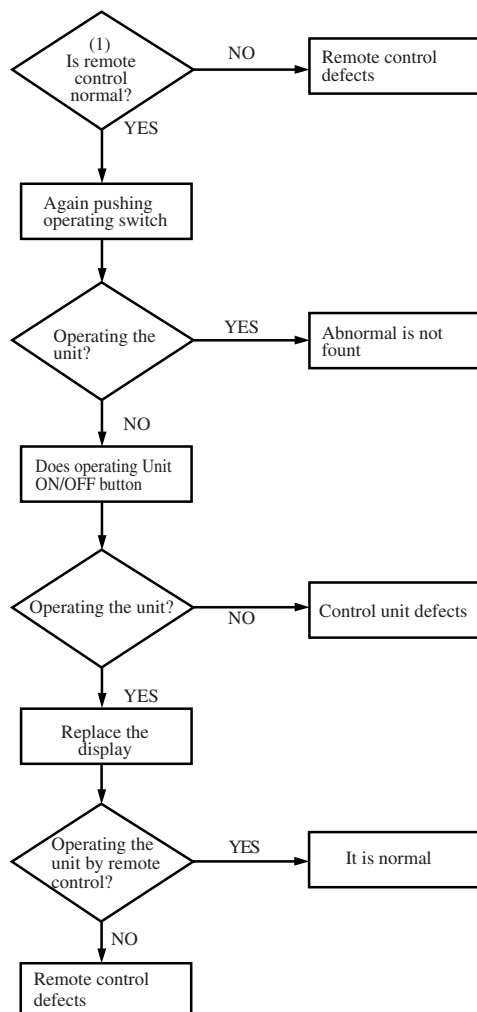 (1)
Is remote
control
normal?
NO
Remote control
defects
YES
Again pushing
operating switch
Operating the
unit?
YES
Abnormal is not
fount
NO
Does operating Unit
ON/OFF button
Operating the unit?
NO
Control unit defects
YES
Replace the
display
Operating the
unit by remote
control?
YES
It is normal
NO
Remote control
defects